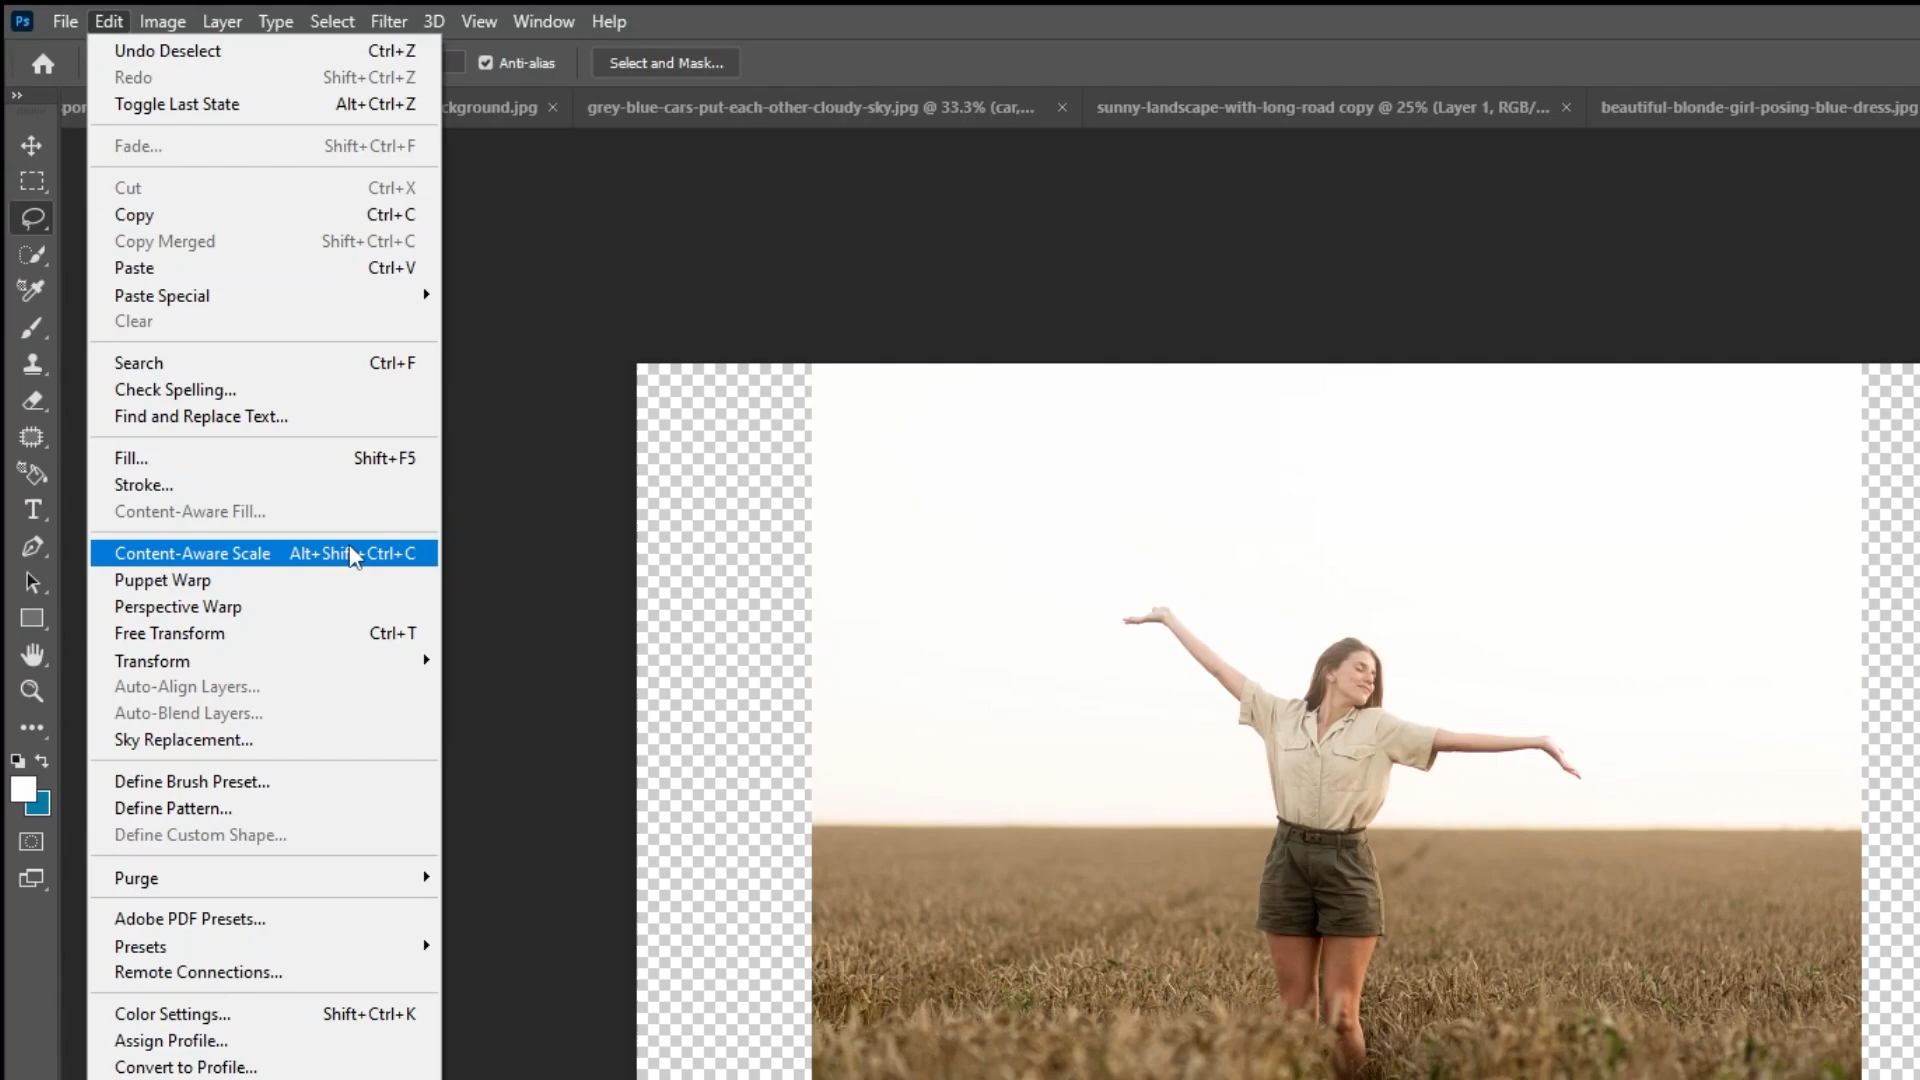 Ps File Edit Image Layer Type Select Filter 3D View Window Help
Anti-alias Select and Mask...
ckground.jpg × grey-blue-cars-put-each-other-cloudy-sky.jpg @ 33.3% (car,... × sunny-landscape-with-long-road copy @ 25% (Layer 1, RGB/... × beautiful-blonde-girl-posing-blue-dress.jpg
Undo Deselect Ctrl+Z
Redo Shift+Ctrl+Z
Toggle Last State Alt+Ctrl+Z
Fade... Shift+Ctrl+F
Cut Ctrl+X
Copy Ctrl+C
Copy Merged Shift+Ctrl+C
Paste Ctrl+V
Paste Special
Clear
Search Ctrl+F
Check Spelling...
Find and Replace Text...
Fill... Shift+F5
Stroke...
Content-Aware Fill...
Content-Aware Scale Alt+Shift+Ctrl+C
Puppet Warp
Perspective Warp
Free Transform Ctrl+T
Transform
Auto-Align Layers...
Auto-Blend Layers...
Sky Replacement...
Define Brush Preset...
Define Pattern...
Define Custom Shape...
Purge
Adobe PDF Presets...
Presets
Remote Connections...
Color Settings... Shift+Ctrl+K
Assign Profile...
Convert to Profile...